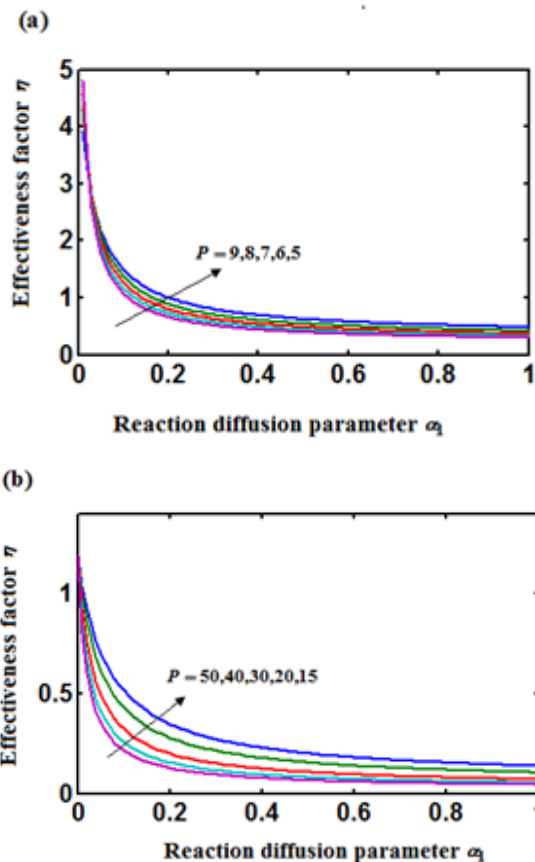 (a)
Effectiveness factor η
5
4
3
2
1
0
P = 9,8,7,6,5
0 0.2 0.4 0.6 0.8 1
Reaction diffusion parameter α1
(b)
Effectiveness factor η
1
0.5
0
P = 50,40,30,20,15
0 0.2 0.4 0.6 0.8 1
Reaction diffusion parameter α1